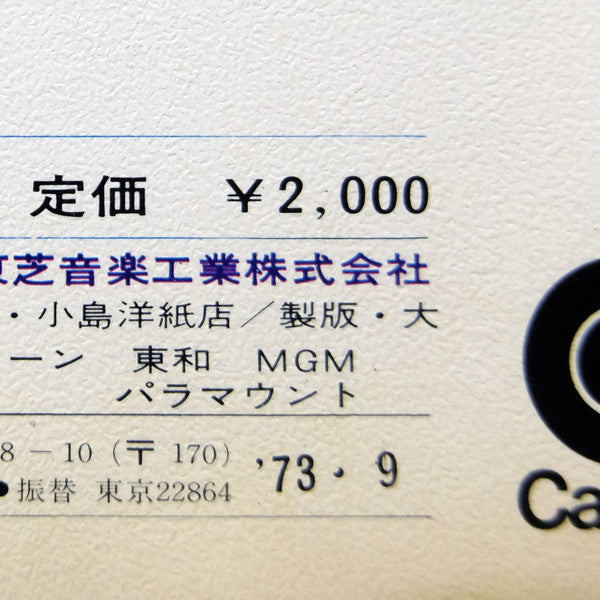 定価 ￥2,000
芝音楽工業株式会社
・小島洋紙店／製版・大
ーン 東和 MGM
パラマウント
8－10（〒 170）
'73・9
●振替 東京22864
Ca